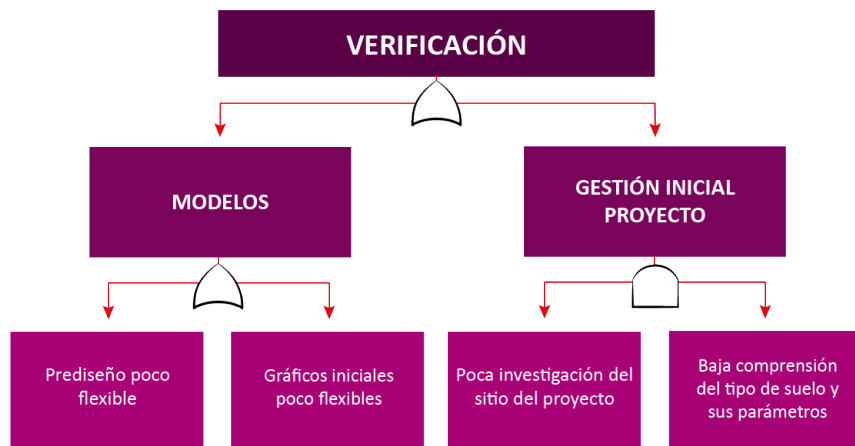 VERIFICACIÓN
MODELOS
GESTIÓN INICIAL
PROYECTO
Prediseño poco
flexible
Gráficos iniciales
poco flexibles
Poca investigación del
sitio del proyecto
Baja comprensión
del tipo de suelo y
sus parámetros